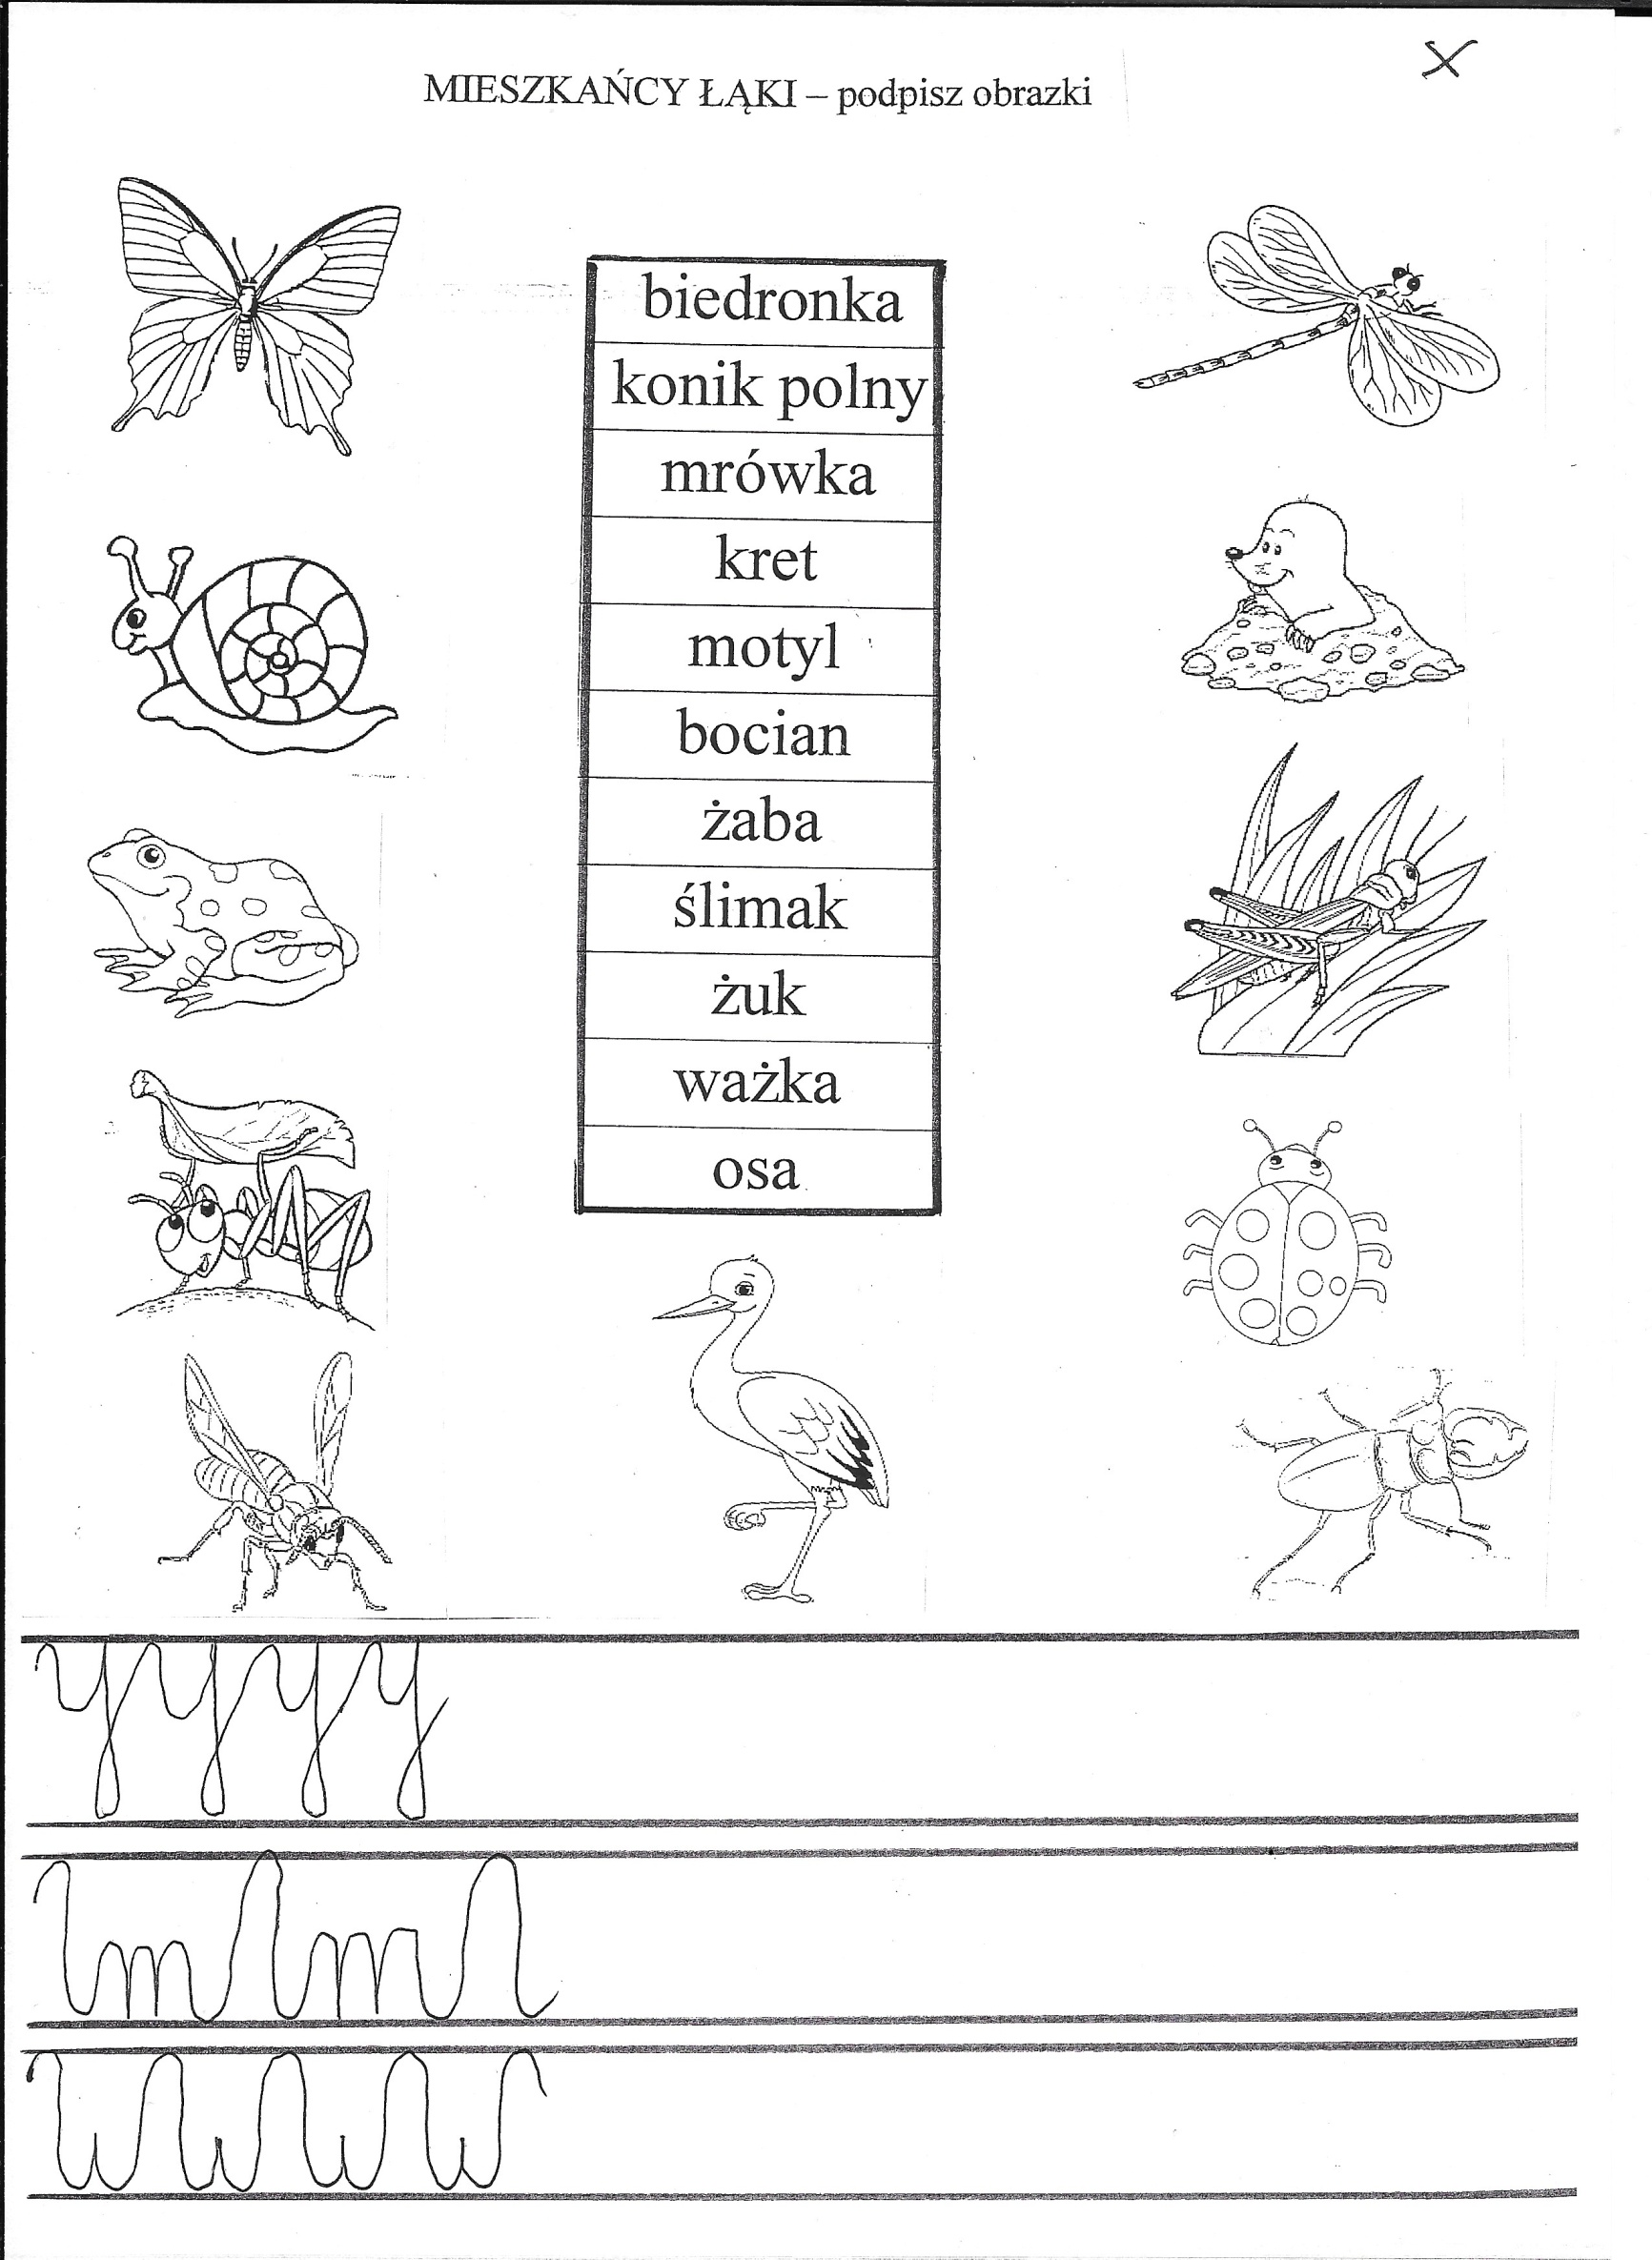 x
MIESZKAŃCY ŁĄKI – podpisz obrazki
biedronka
konik polny
mrówka
kret
motyl
bocian
żaba
ślimak
żuk
ważka
osa